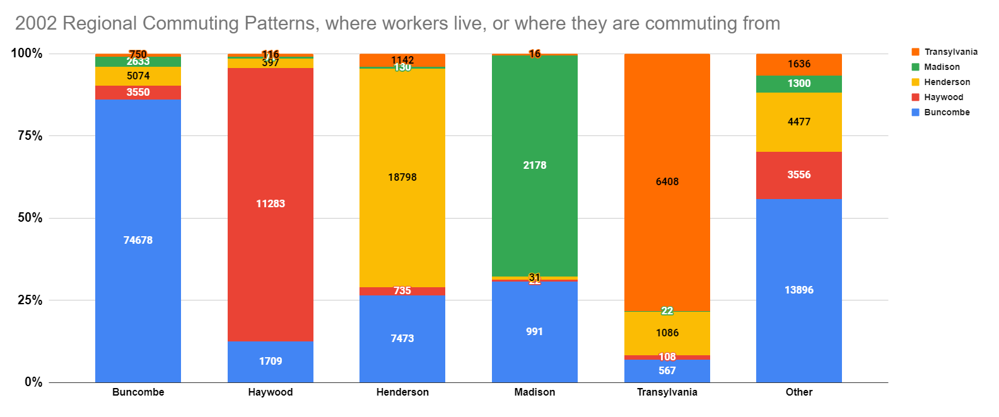 2002 Regional Commuting Patterns, where workers live, or where they are commuting from
100%
75%
50%
25%
0%
750
2633
5074
3550
74678
116
397
11283
1709
1142
130
18798
735
7473
16
2178
31
22
991
6408
22
1086
108
567
1636
1300
4477
3556
13896
Buncombe
Haywood
Henderson
Madison
Transylvania
Other
Transylvania
Madison
Henderson
Haywood
Buncombe